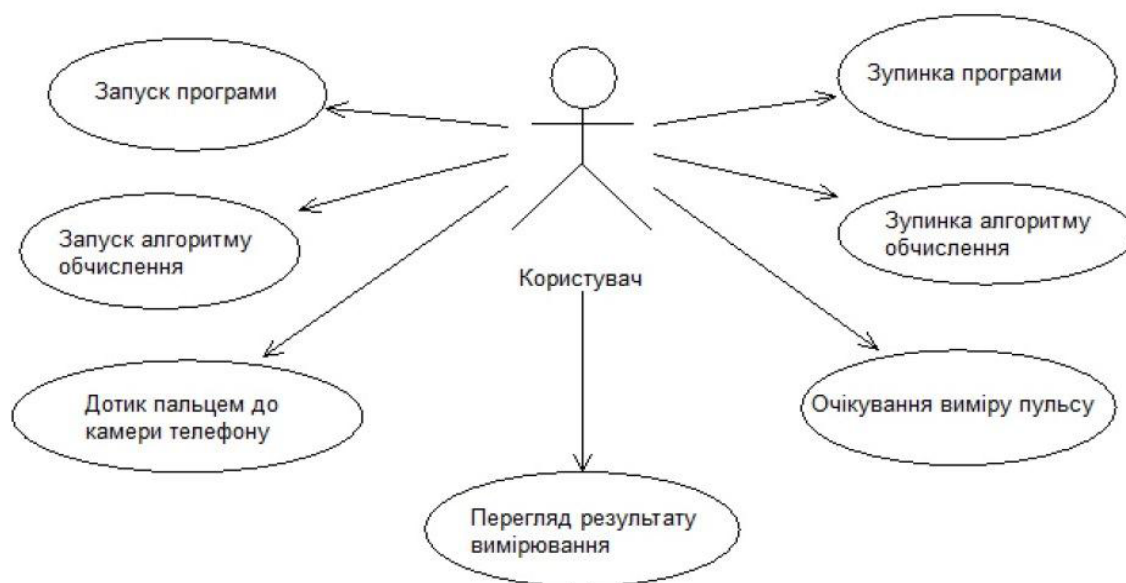 Запуск програми
Зупинка програми
Запуск алгоритму
обчислення
Зупинка алгоритму
обчислення
Користувач
Дотик пальцем до
камери телефону
Очікування виміру пульсу
Перегляд результату
вимірювання